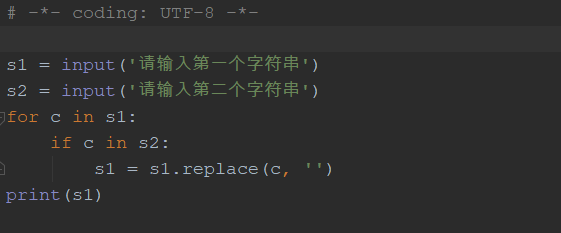 # -*- coding: UTF-8 -*-
s1 = input('请输入第一个字符串')
s2 = input('请输入第二个字符串')
for c in s1:
    if c in s2:
        s1 = s1.replace(c, '')
print(s1)